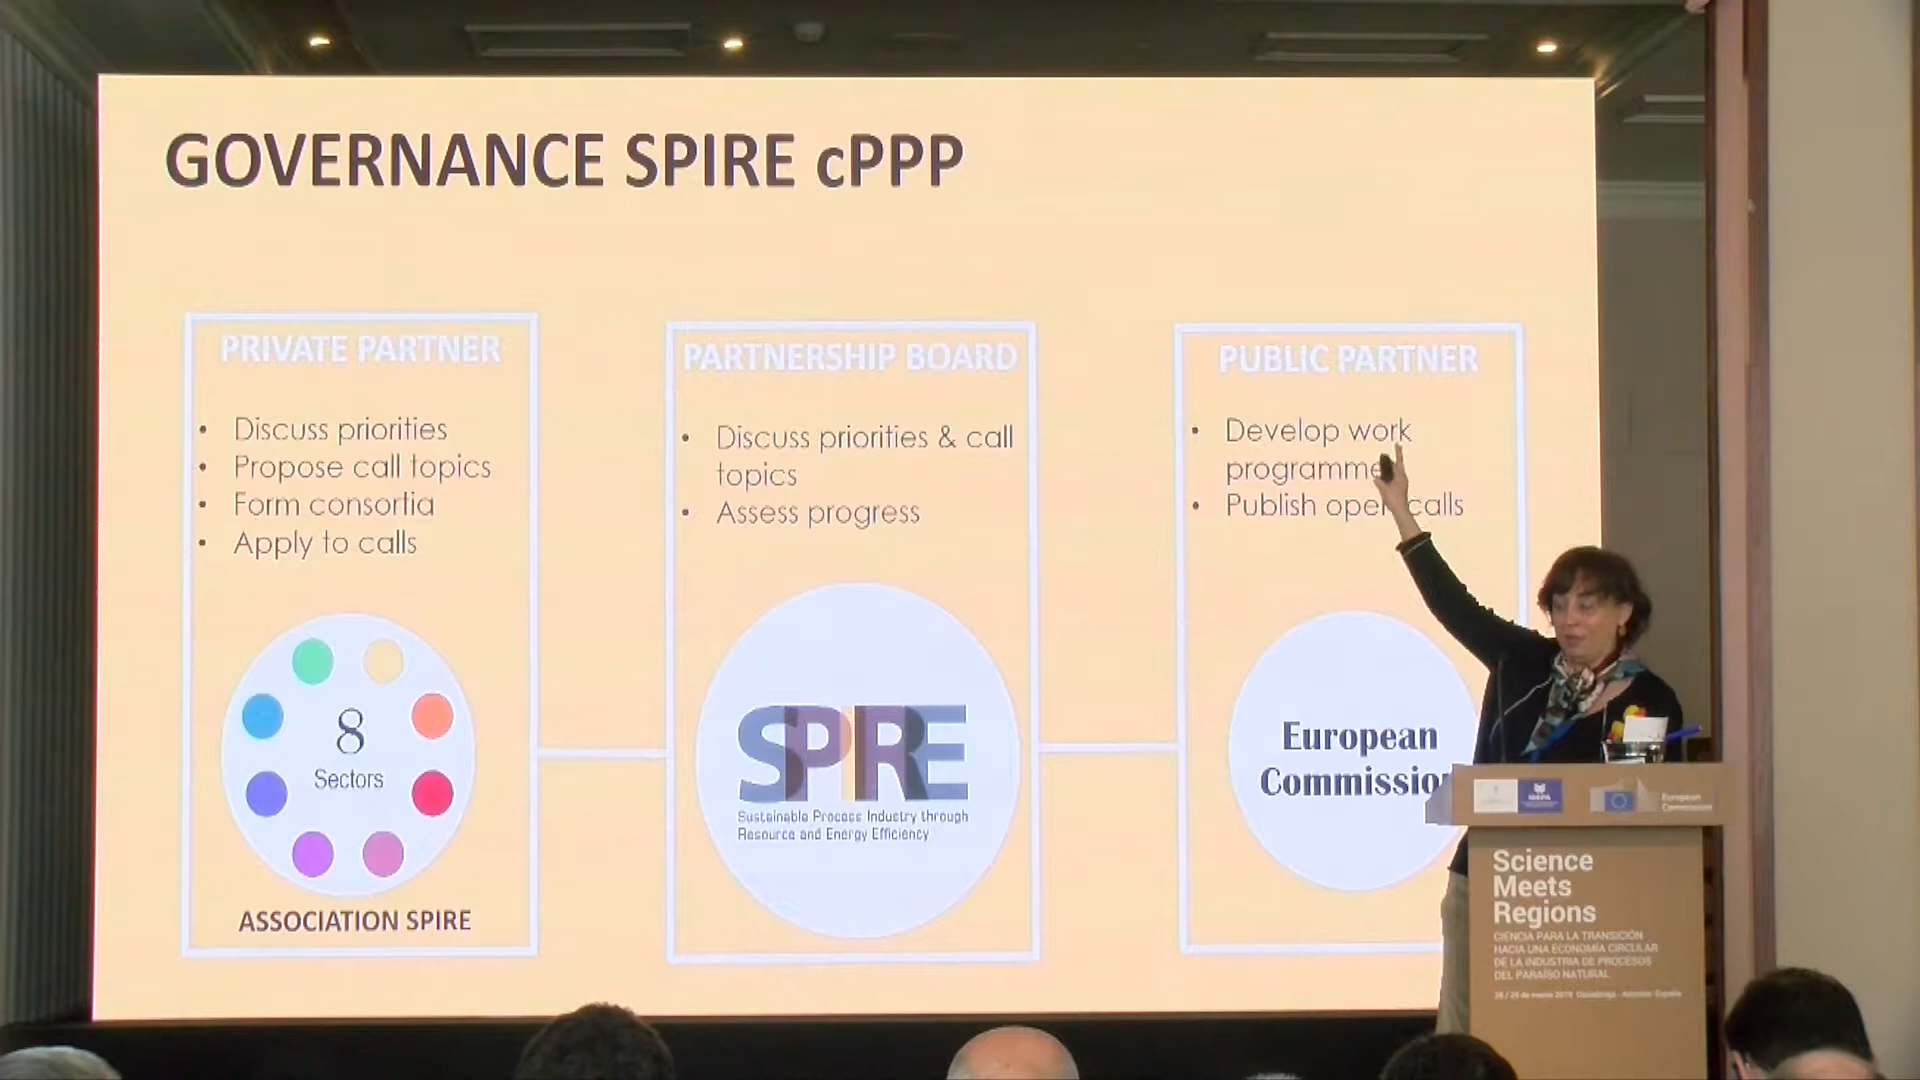 GOVERNANCE SPIRE cPPP
PRIVATE PARTNER
• Discuss priorities
• Propose call topics
• Form consortia
• Apply to calls
8
Sectors
ASSOCIATION SPIRE
PARTNERSHIP BOARD
• Discuss priorities & call
topics
• Assess progress
SPIRE
Sustainable Process Industry through
Resource and Energy Efficiency
PUBLIC PARTNER
• Develop work
programme
• Publish open calls
European
Commission
European
Commission
Science
Meets
Regions
CIENCIA PARA LA TRANSICIÓN
HACIA UNA ECONOMÍA CIRCULAR
DE LA INDUSTRIA DE PROCESOS
DEL PARAÍSO NATURAL